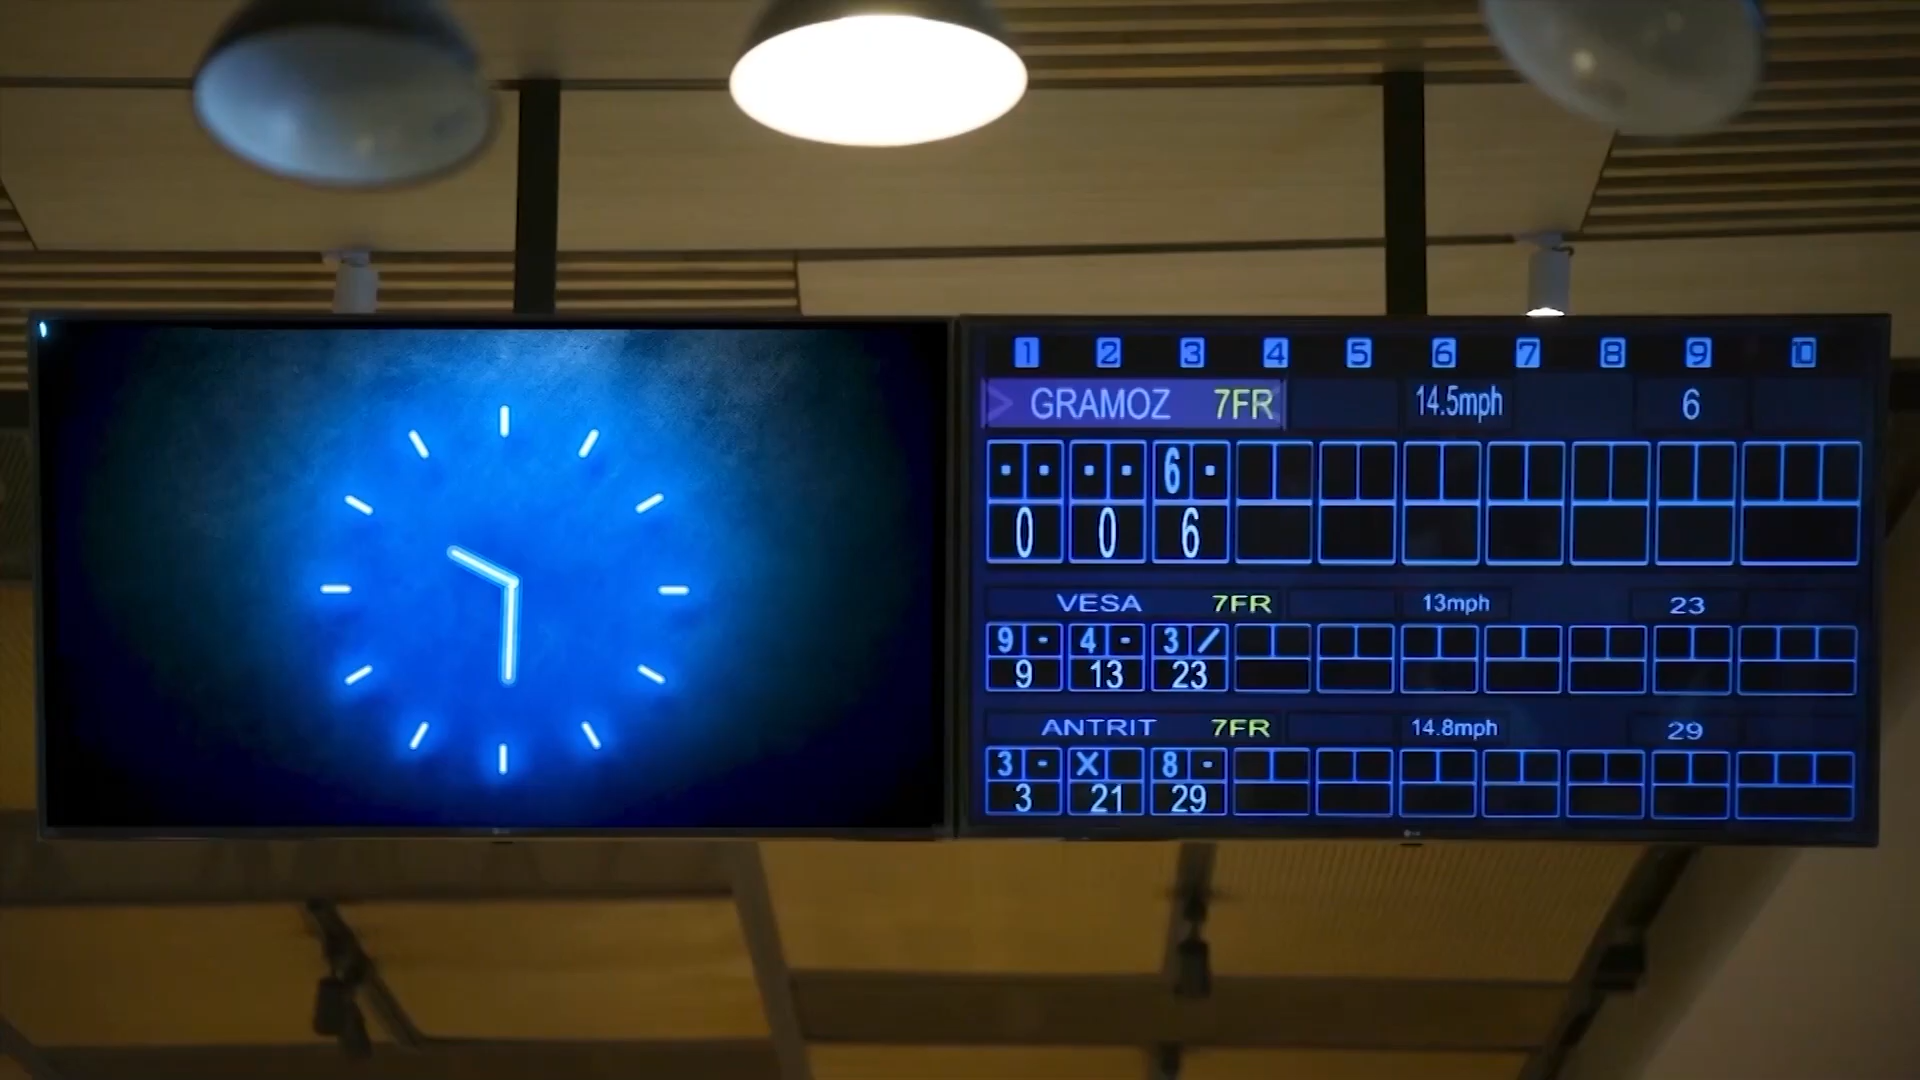 1 2 3 4 5 6 7 8 9 10
GRAMOZ 7FR 14.5mph 6
- - - - 6 -
0 0 6
VESA 7FR 13mph 23
9 - 4 - 3 /
9 13 23
ANTRIT 7FR 14.8mph 29
3 - X 8 -
3 21 29